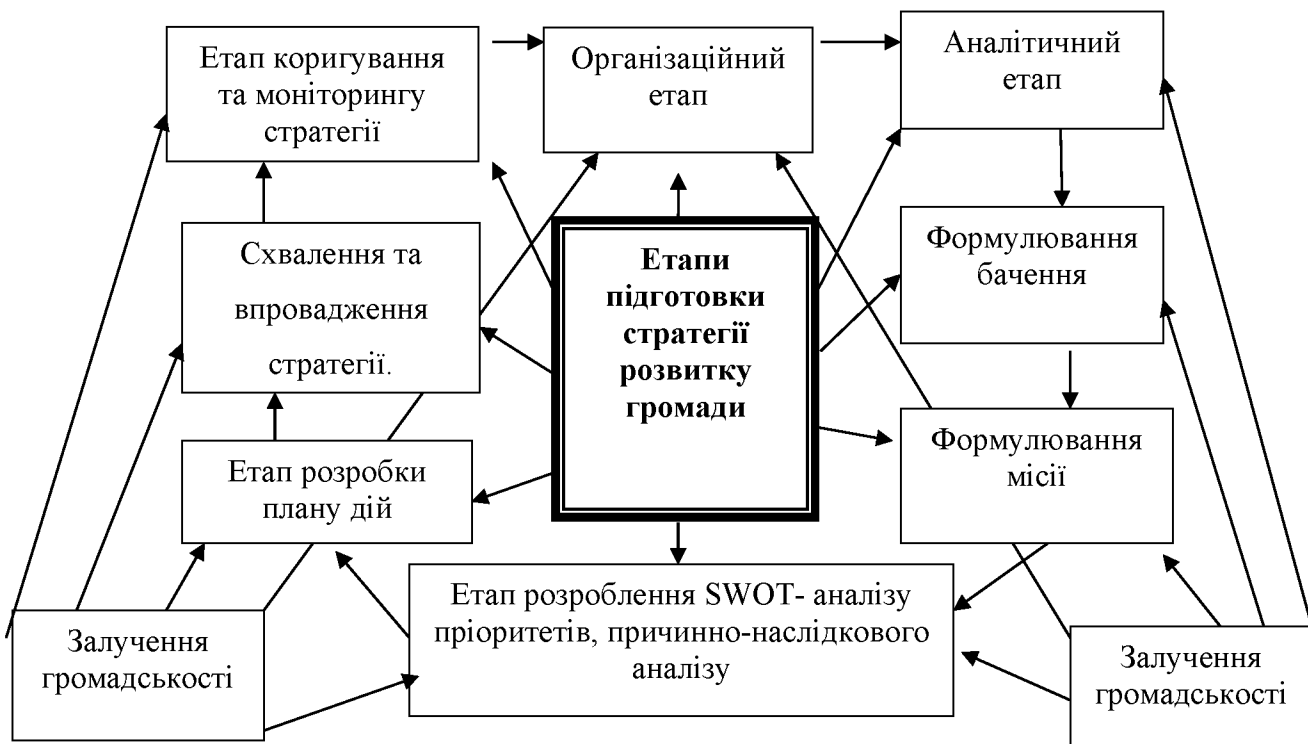 Етап коригування
та моніторингу
стратегії
Організаційний
етап
Аналітичний
етап
Схвалення та
впровадження
стратегії.
Етапи
підготовки
стратегії
розвитку
громади
Формулювання
бачення
Етап розробки
плану дій
Формулювання
місії
Етап розроблення SWOT- аналізу
пріоритетів, причинно-наслідкового
аналізу
Залучення
громадськості
Залучення
громадськості